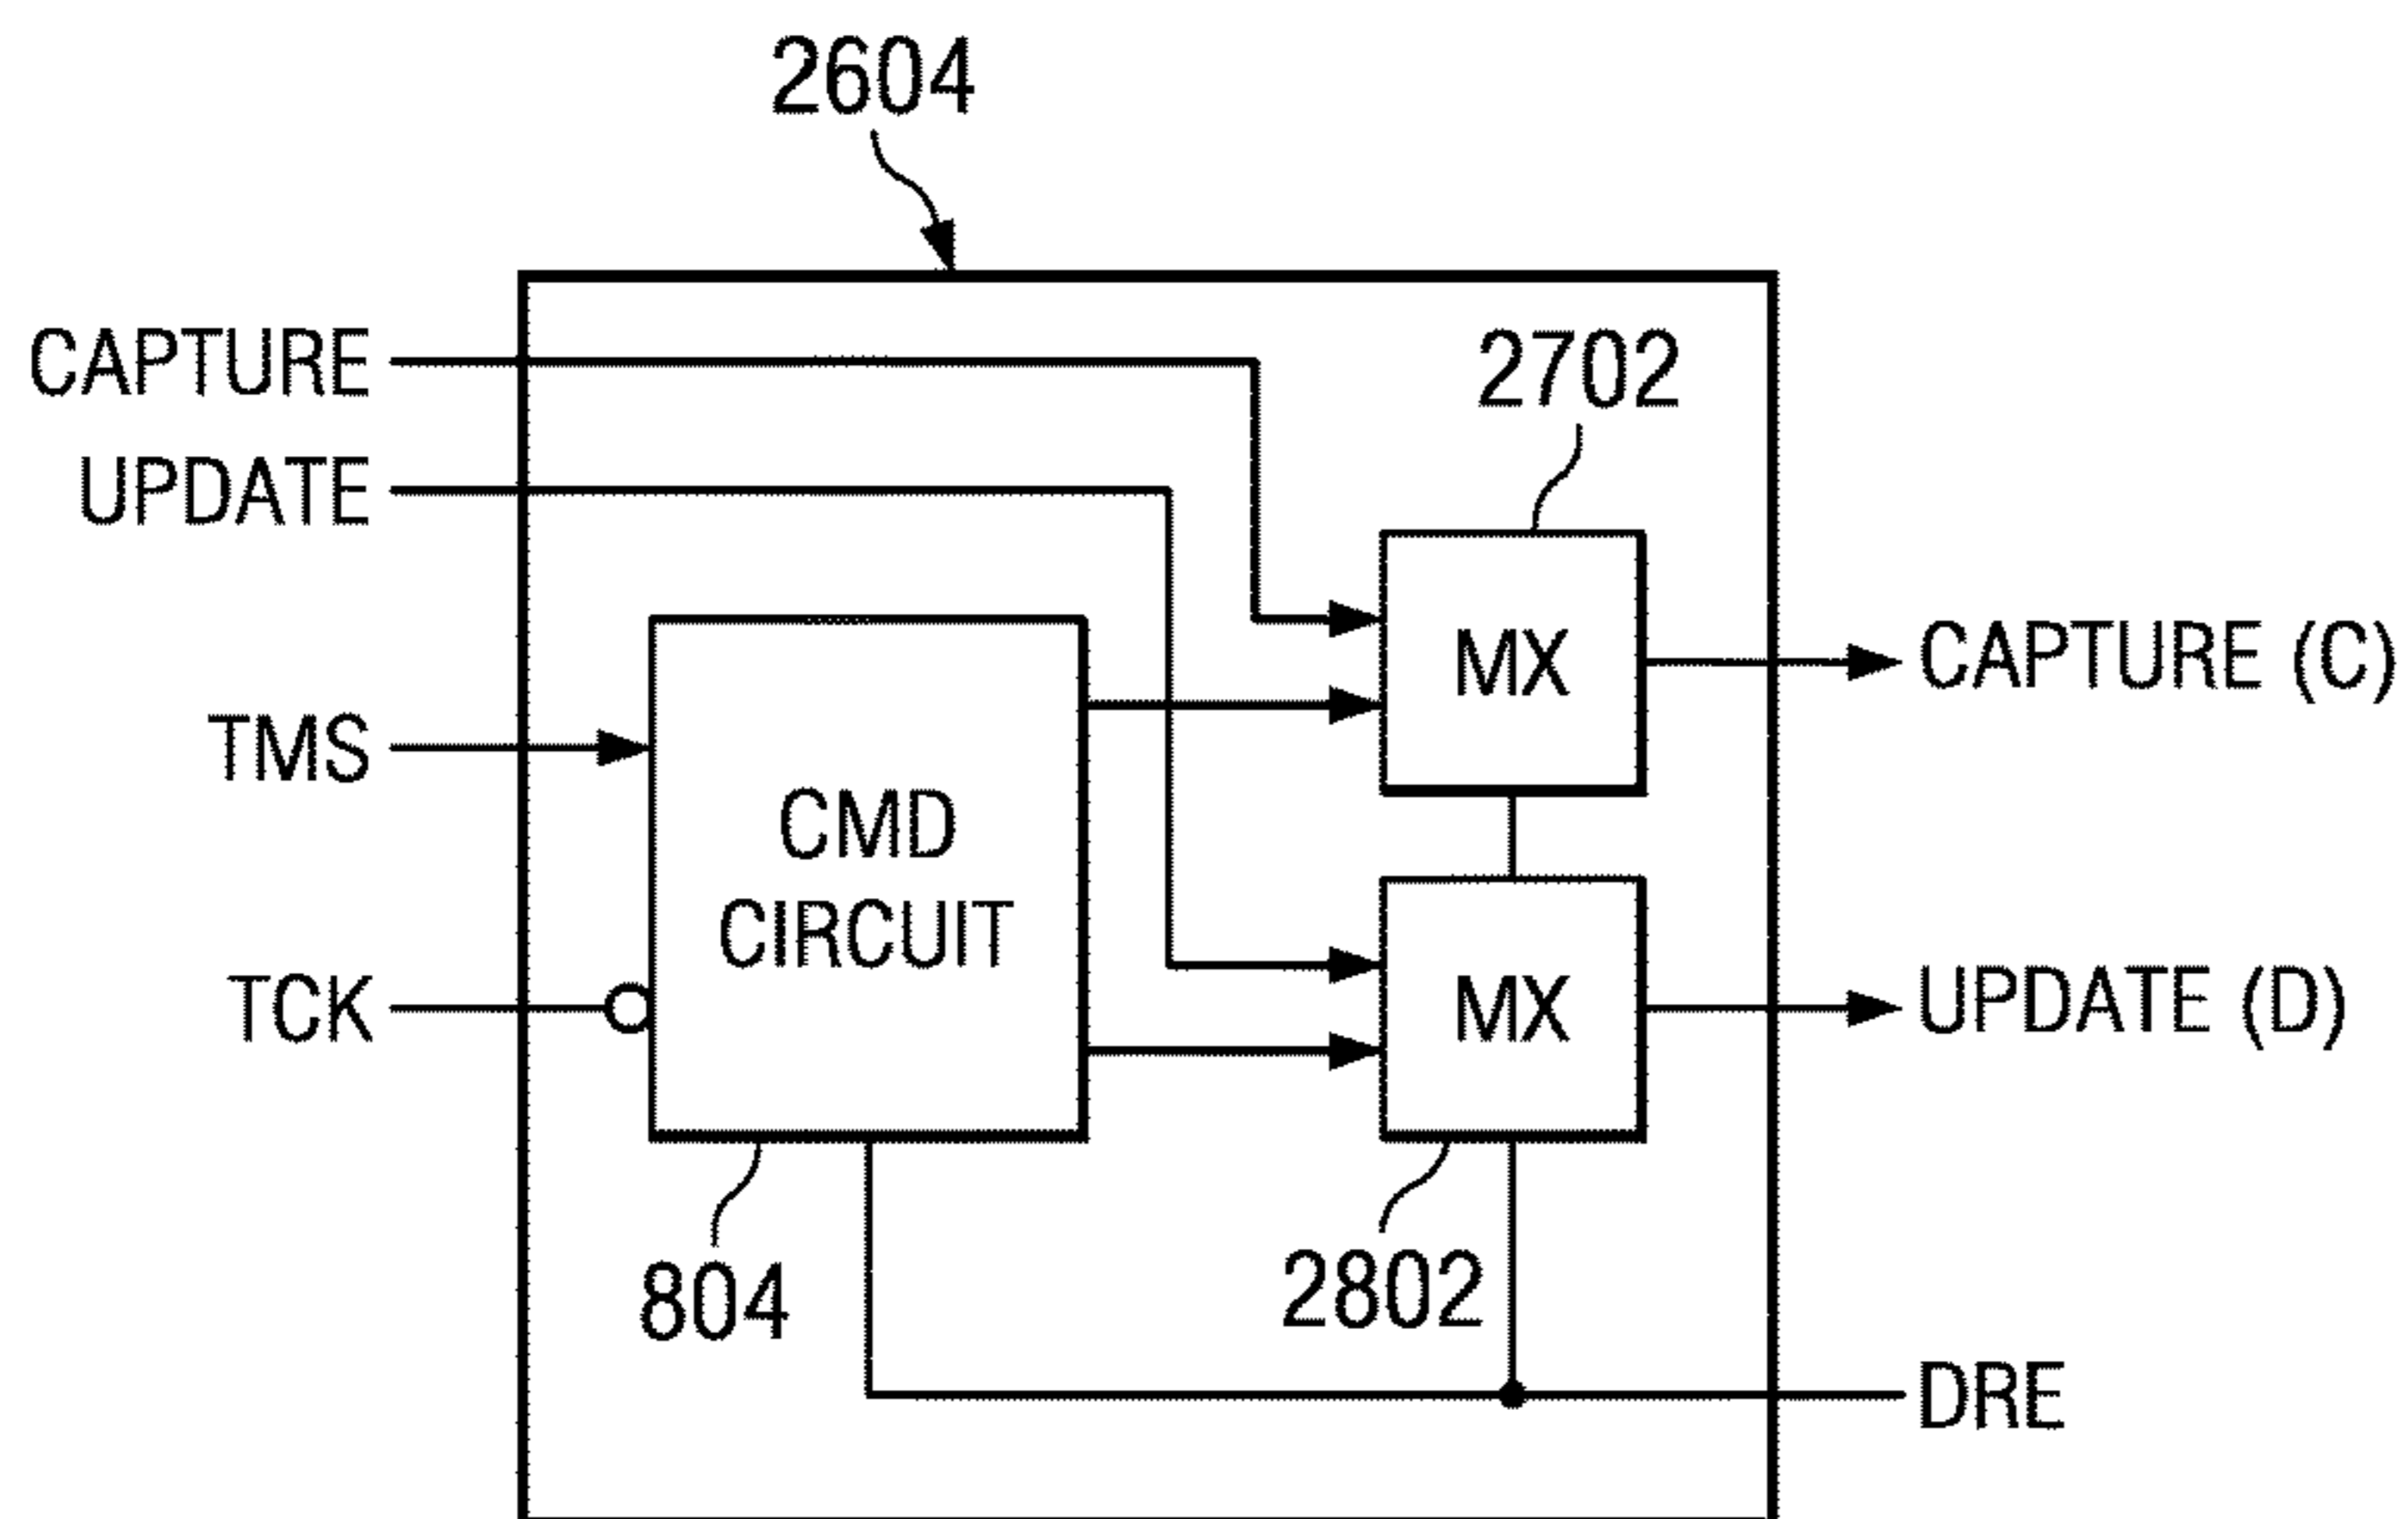 2604
CAPTURE
2702
UPDATE
MX
CAPTURE (C)
TMS
CMD
CIRCUIT
TCK
MX
UPDATE (D)
804
2802
DRE